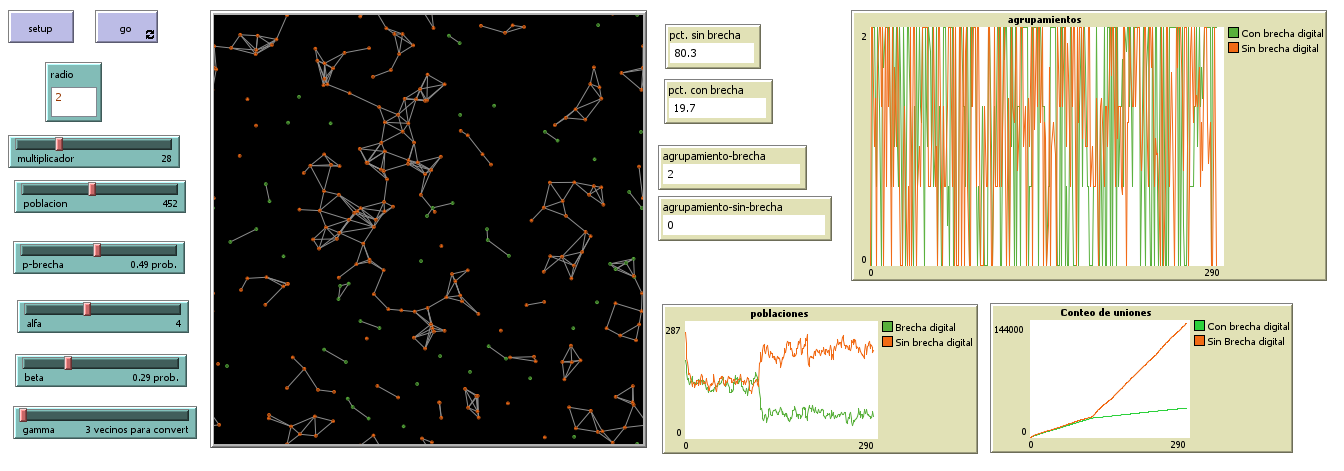 setup
go
radio
2
multiplicador 28
poblacion 452
p-brecha 0.49 prob.
alfa 4
beta 0.29 prob.
gamma 3 vecinos para convert
pct. sin brecha
80.3
pct. con brecha
19.7
agrupamiento-brecha
2
agrupamiento-sin-brecha
0
agrupamientos
2
0
0 290
Con brecha digital
Sin brecha digital
poblaciones
287
0
0 290
Brecha digital
Sin brecha digital
Conteo de uniones
144000
0
0 290
Con brecha digital
Sin Brecha digital